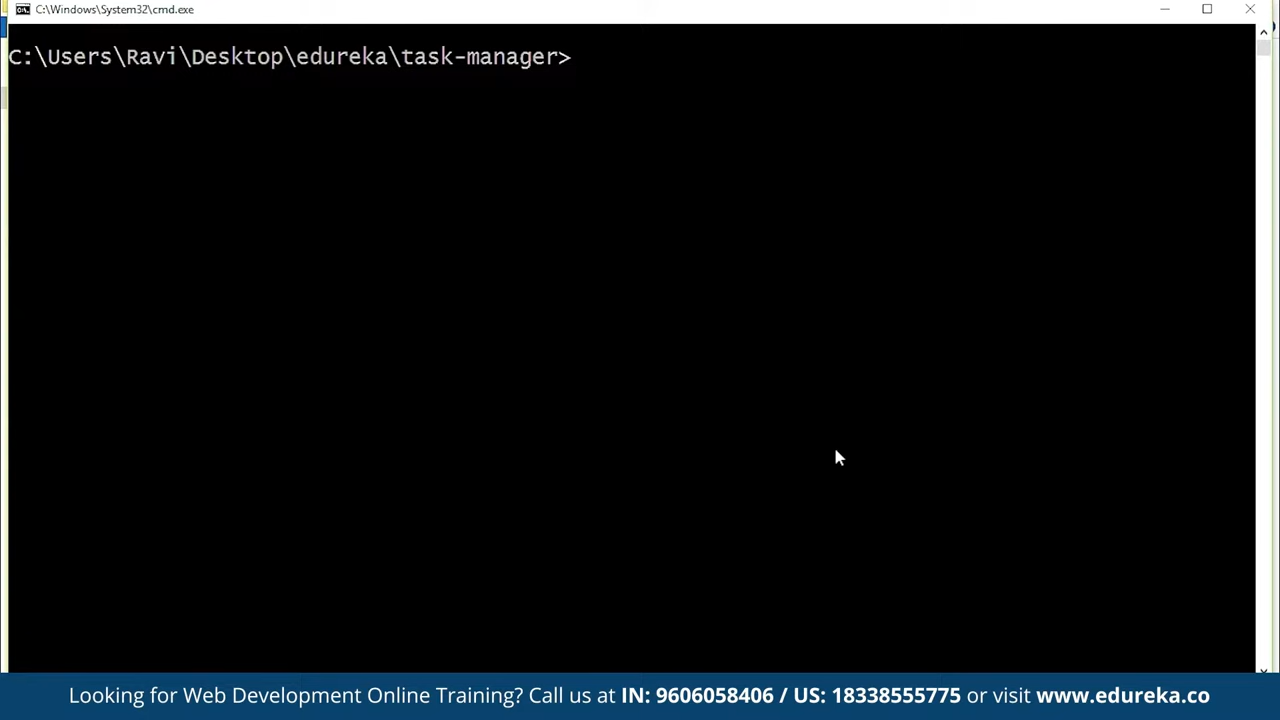 C:\Windows\System32\cmd.exe
C:\Users\Ravi\Desktop\edureka\task-manager>
Looking for Web Development Online Training? Call us at IN: 9606058406 / US: 18338555775 or visit www.edureka.co